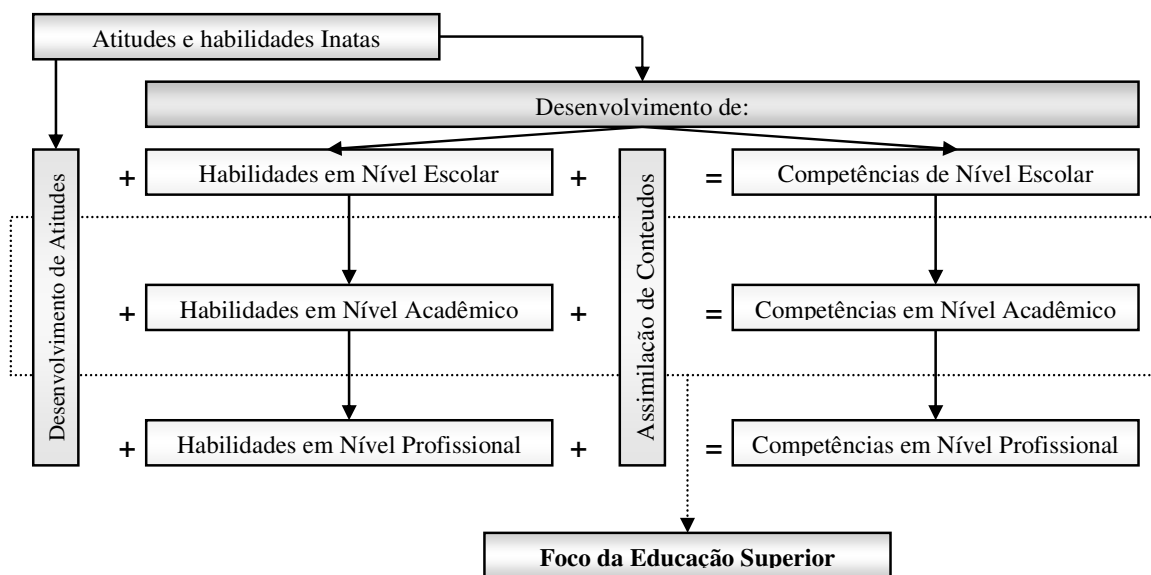 Atitudes e habilidades Inatas
Desenvolvimento de:
Desenvolvimento de Atitudes
+ Habilidades em Nível Escolar + = Competências de Nível Escolar
Assimilação de Conteudos
+ Habilidades em Nível Acadêmico + = Competências em Nível Acadêmico
+ Habilidades em Nível Profissional + = Competências em Nível Profissional
Foco da Educação Superior